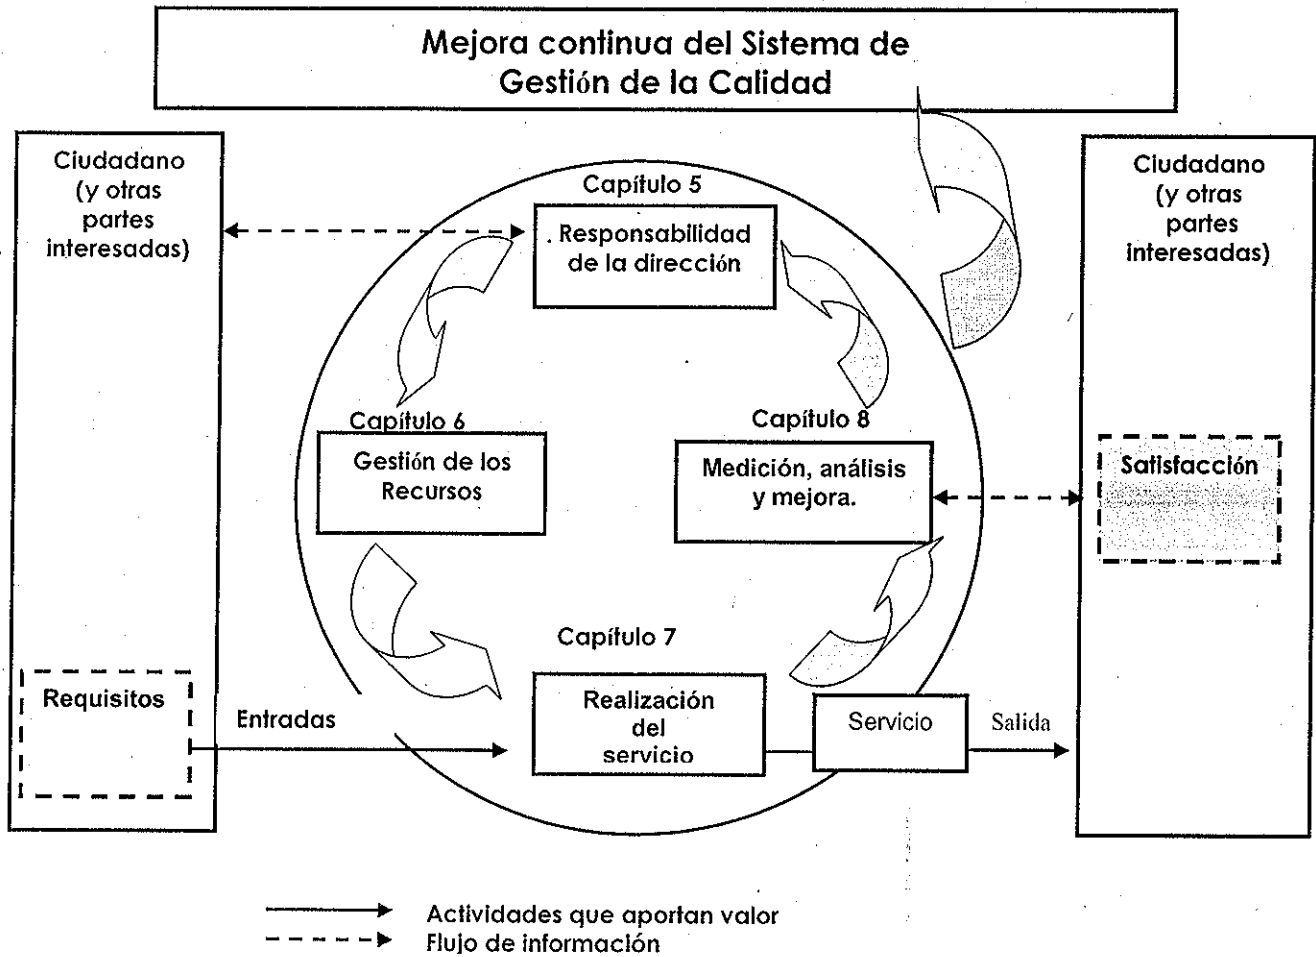 Mejora continua del Sistema de
Gestión de la Calidad
Ciudadano
(y otras
partes
interesadas)
Capítulo 5
Responsabilidad
de la dirección
Ciudadano
(y otras
partes
interesadas)
Capítulo 6
Gestión de los
Recursos
Capítulo 8
Medición, análisis
y mejora.
Satisfacción
Capítulo 7
Requisitos
Entradas
Realización
del
servicio
Servicio
Salida
Actividades que aportan valor
Flujo de información